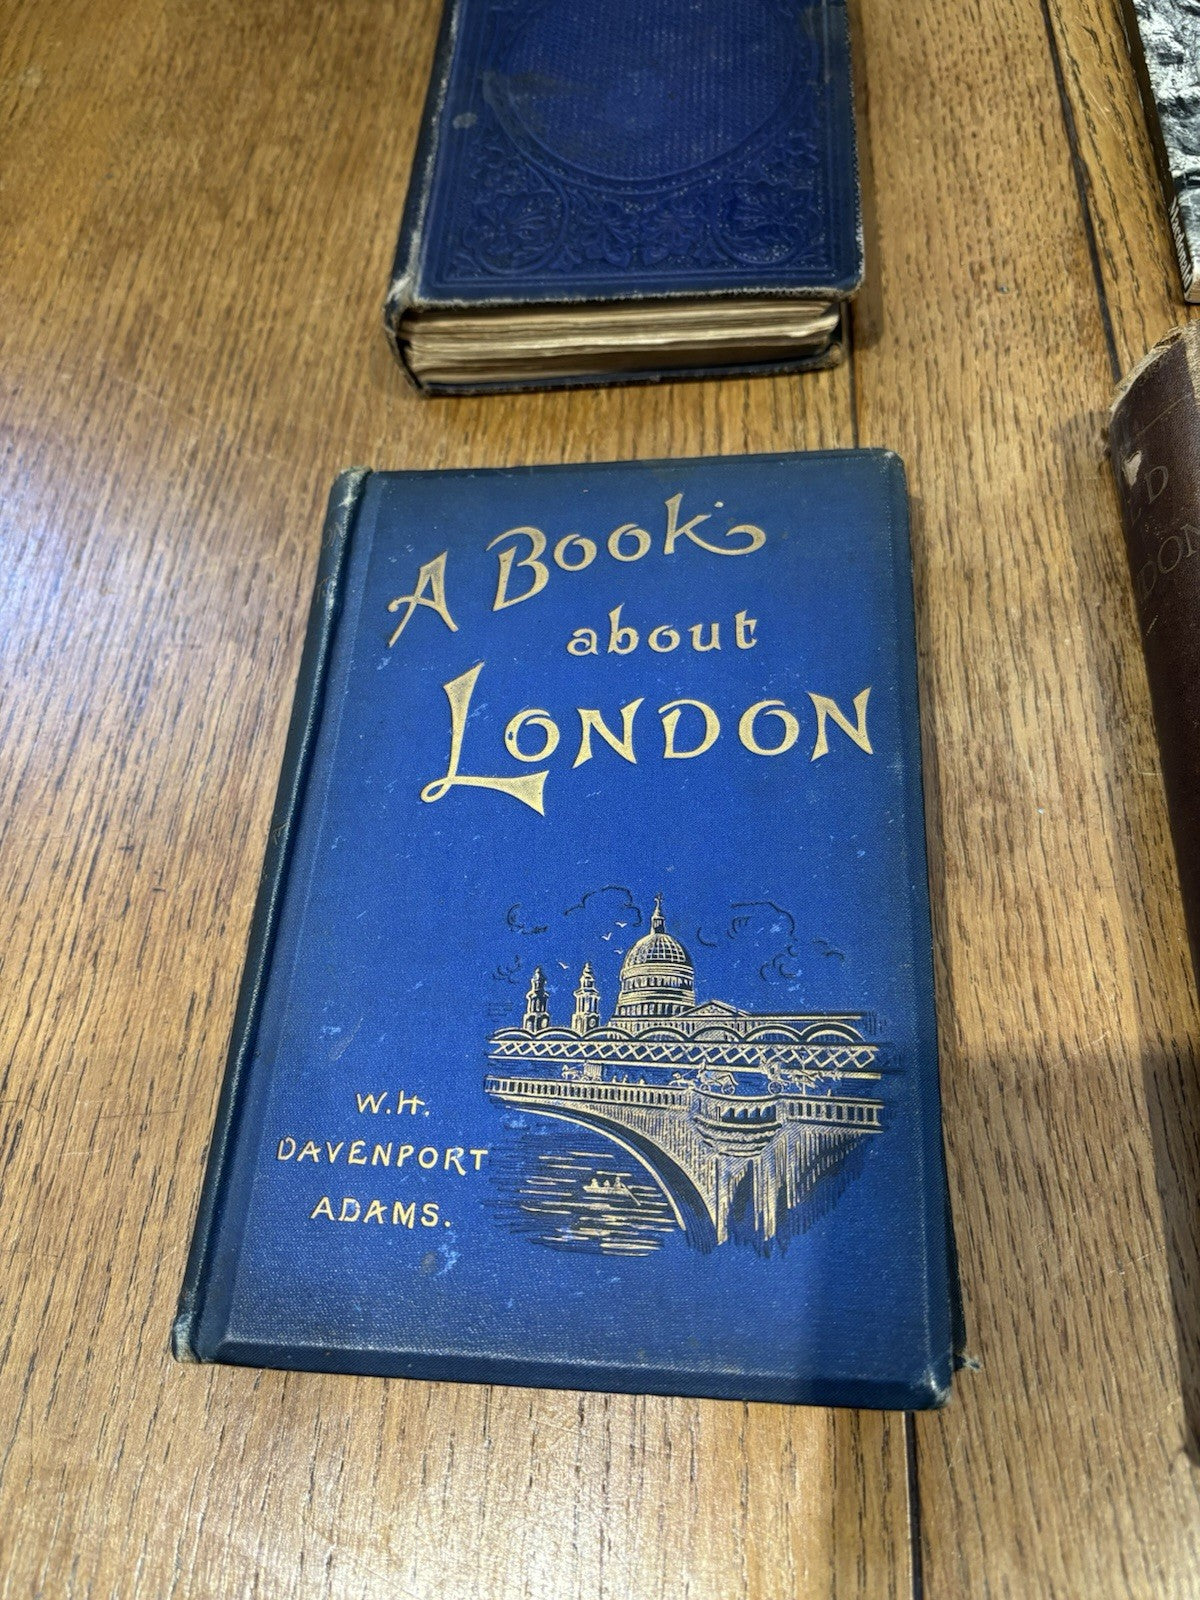 A Book
about
LONDON
W.H.
DAVENPORT
ADAMS.